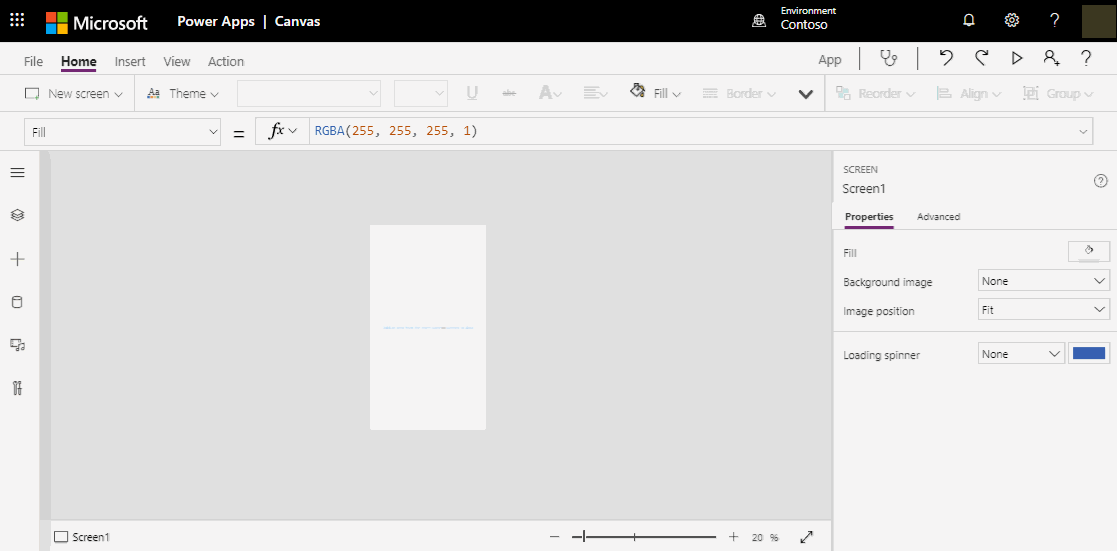 Microsoft Power Apps | Canvas Environment Contoso ?
File Home Insert View Action App ?
New screen Aa Theme U abc A Fill Border Reorder Align Group
Fill = fx RGBA(255, 255, 255, 1)
SCREEN
Screen1
Properties Advanced
Fill
Background image None
Image position Fit
Loading spinner None
Screen1 20 %